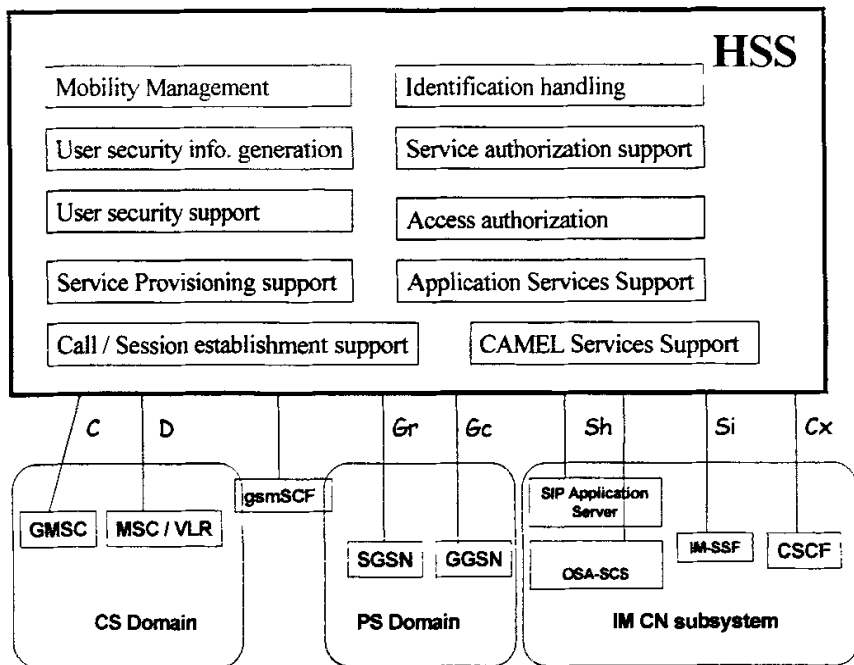 HSS
Mobility Management
Identification handling
User security info. generation
Service authorization support
User security support
Access authorization
Service Provisioning support
Application Services Support
Call / Session establishment support
CAMEL Services Support
C
D
Gr
Gc
Sh
Si
Cx
gsmSCF
SIP Application
Server
GMSC
MSC / VLR
SGSN
GGSN
OSA-SCS
IM-SSF
CSCF
CS Domain
PS Domain
IM CN subsystem